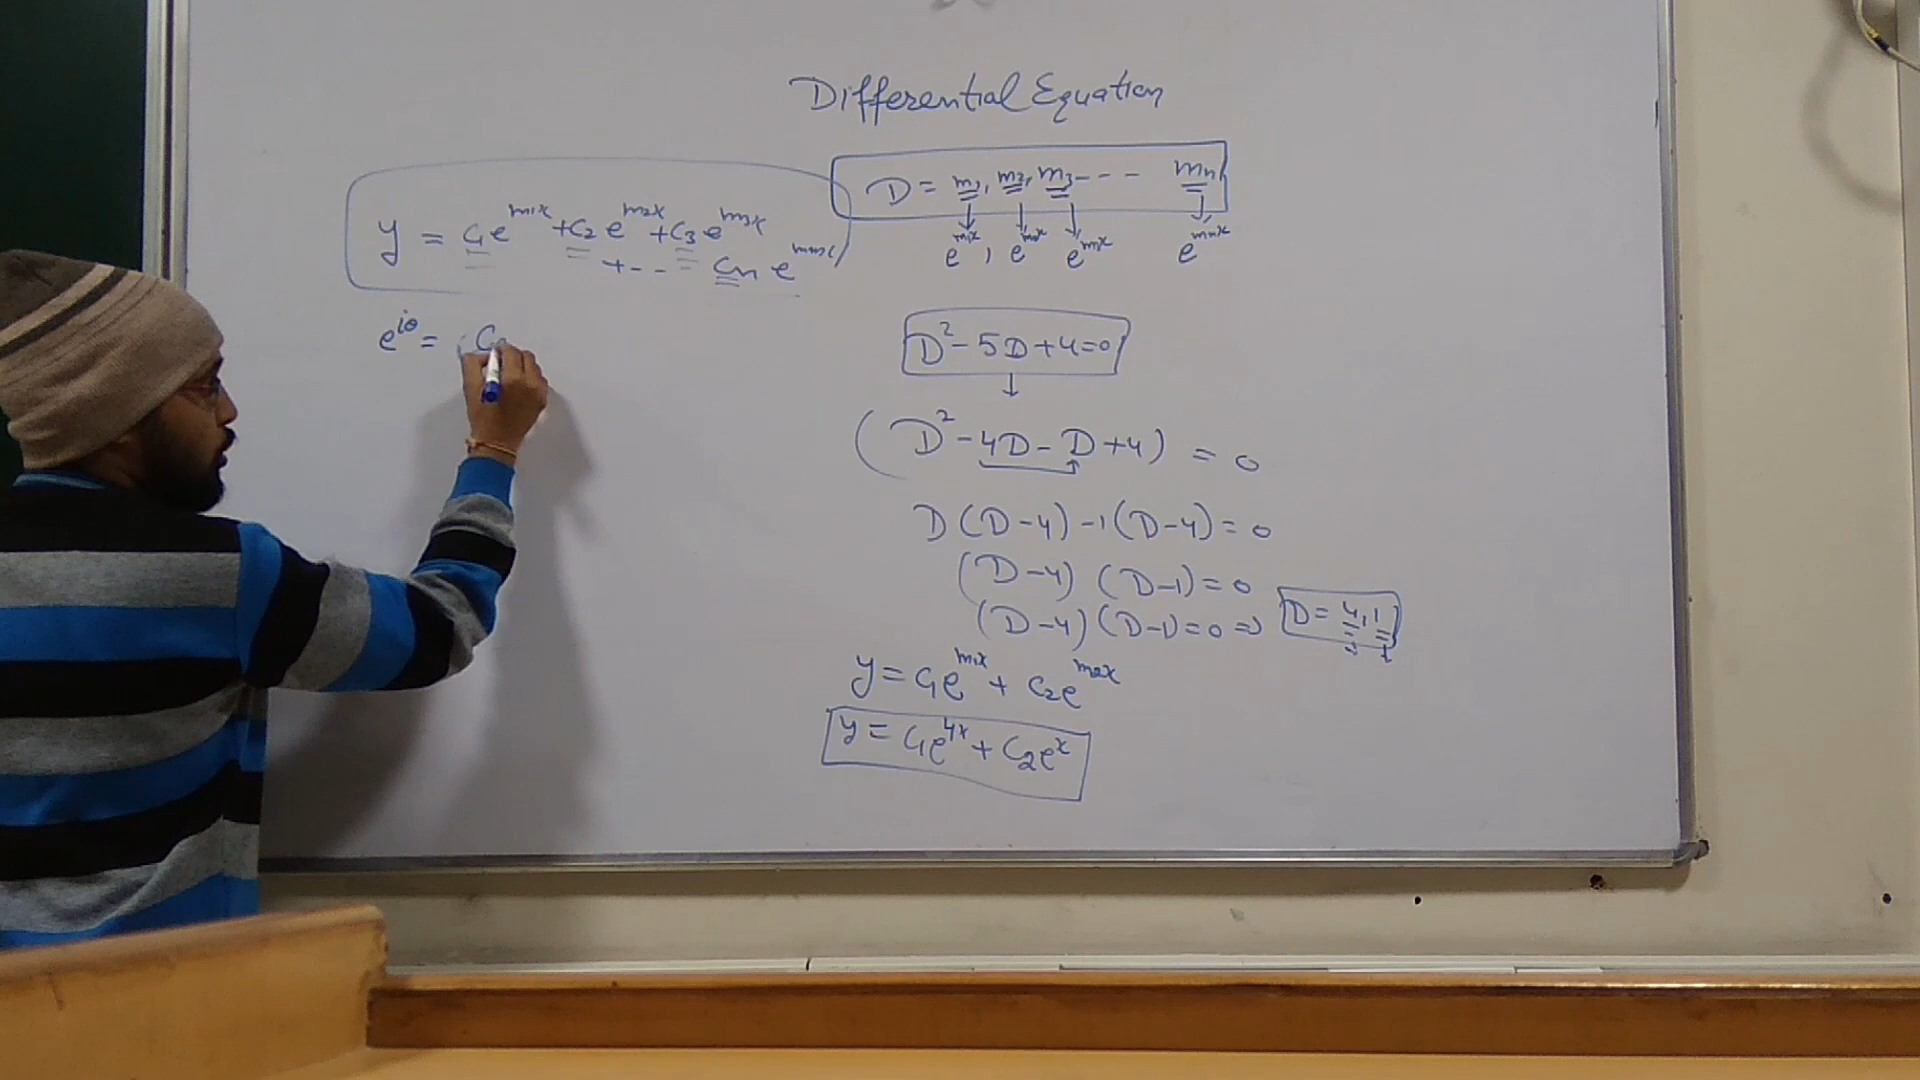 Differential Equation
D = m1, m2, m3 - - - mn
e^m1x, e^m2x e^m3x e^mnx
y = c1e^m1x + c2e^m2x + c3e^m3x
+ - - cn e^mnx
e^iθ = (C
D² - 5D + 4 = 0
(D² - 4D - D + 4) = 0
D(D - 4) - 1(D - 4) = 0
(D - 4) (D - 1) = 0
(D - 4) (D - 1) = 0 ⇒ D = 4, 1
y = c1e^m1x + c2e^m2x
y = c1e^4x + c2e^x